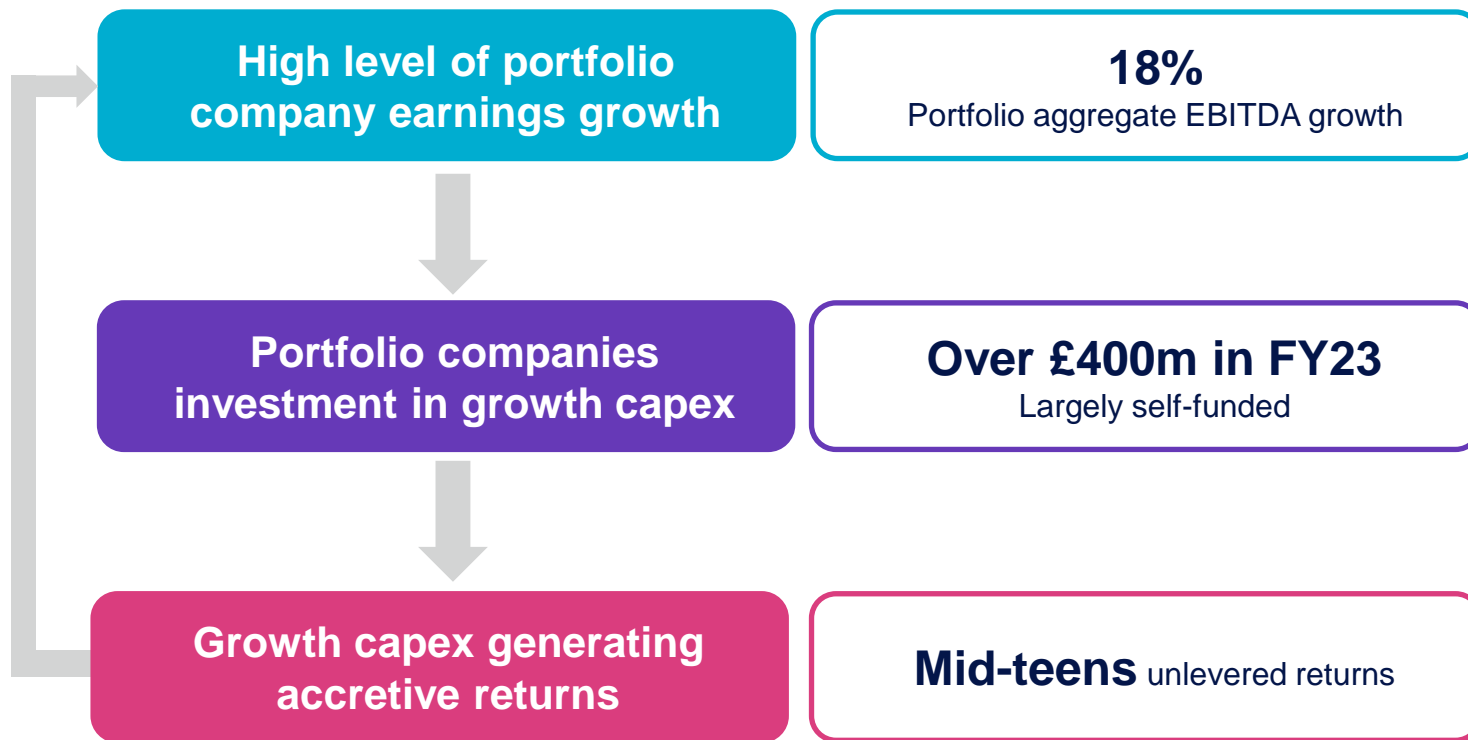 High level of portfolio
company earnings growth
18%
Portfolio aggregate EBITDA growth
Portfolio companies
investment in growth capex
Over £400m in FY23
Largely self-funded
Growth capex generating
accretive returns
Mid-teens unlevered returns